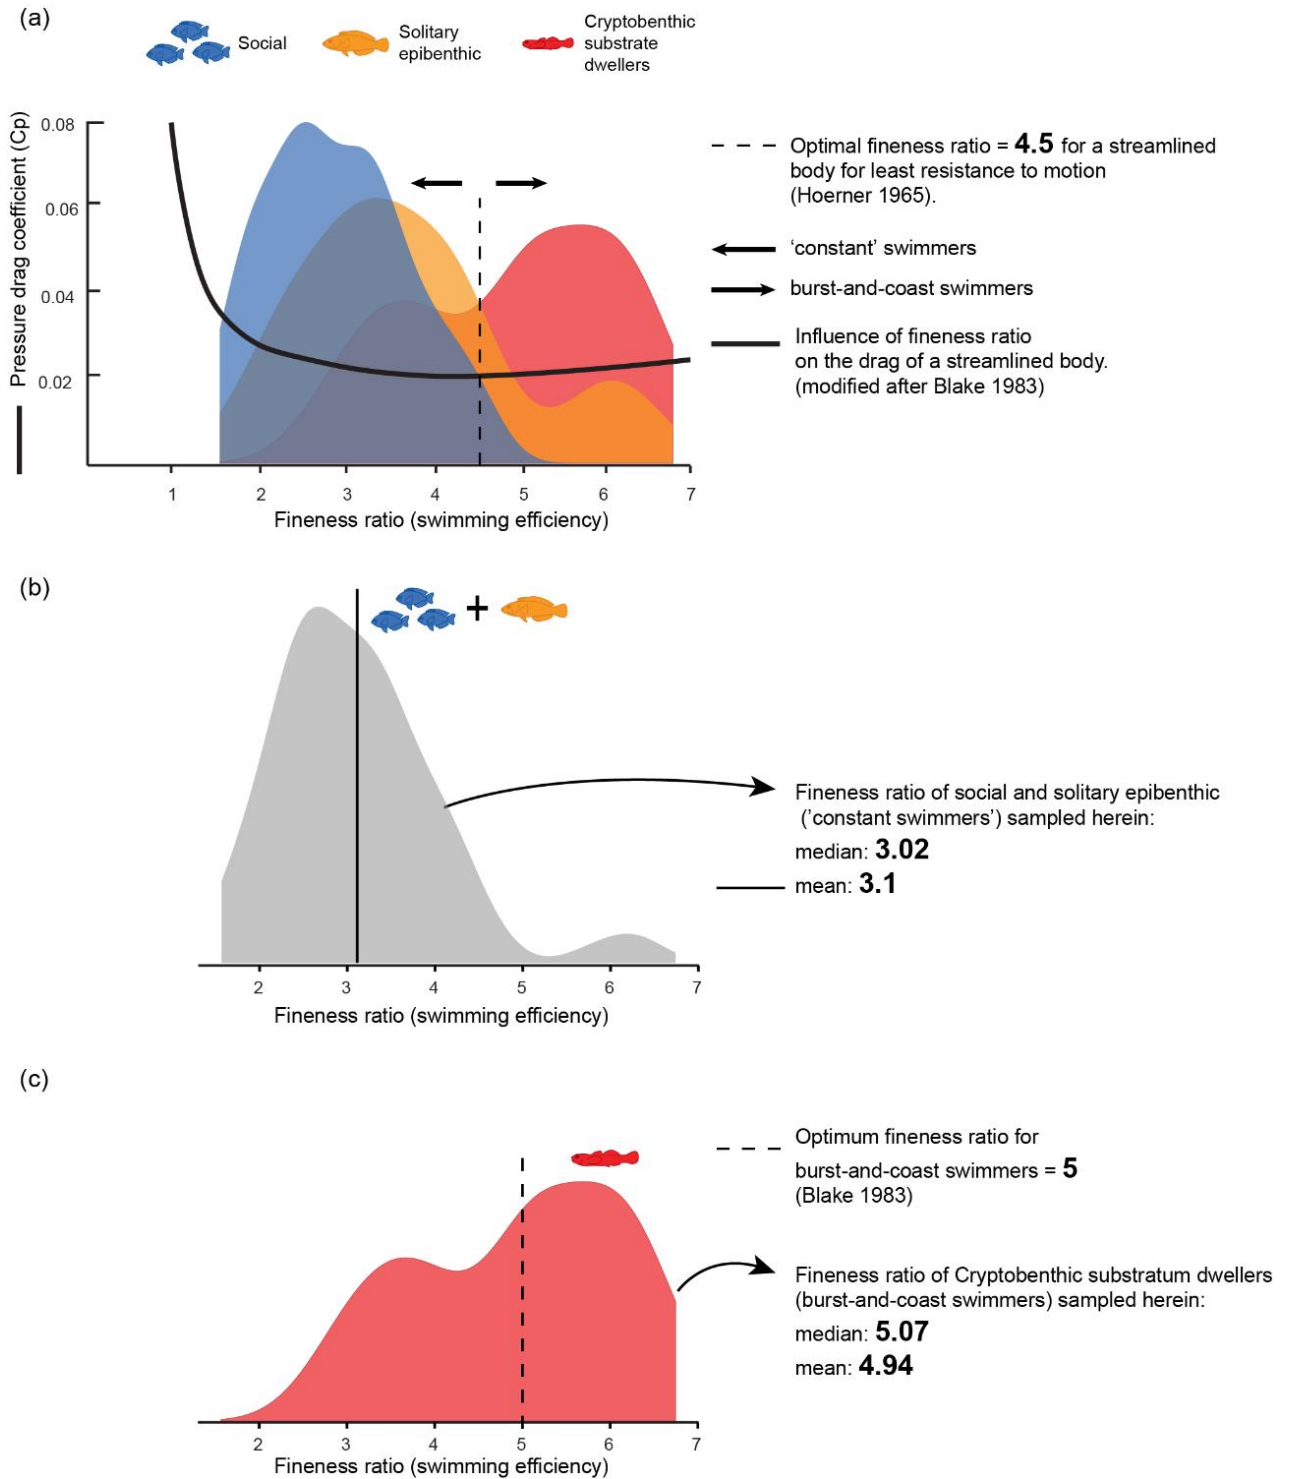 (a)
Social
Solitary
epibenthic
Cryptobenthic
substrate
dwellers
Pressure drag coefficient (Cp)
0.08
0.06
0.04
0.02
1 2 3 4 5 6 7
Fineness ratio (swimming efficiency)
Optimal fineness ratio = 4.5 for a streamlined
body for least resistance to motion
(Hoerner 1965).
‘constant’ swimmers
burst-and-coast swimmers
Influence of fineness ratio
on the drag of a streamlined body.
(modified after Blake 1983)
(b)
+
2 3 4 5 6 7
Fineness ratio (swimming efficiency)
Fineness ratio of social and solitary epibenthic
(’constant swimmers’) sampled herein:
median: 3.02
mean: 3.1
(c)
2 3 4 5 6 7
Fineness ratio (swimming efficiency)
Optimum fineness ratio for
burst-and-coast swimmers = 5
(Blake 1983)
Fineness ratio of Cryptobenthic substratum dwellers
(burst-and-coast swimmers) sampled herein:
median: 5.07
mean: 4.94